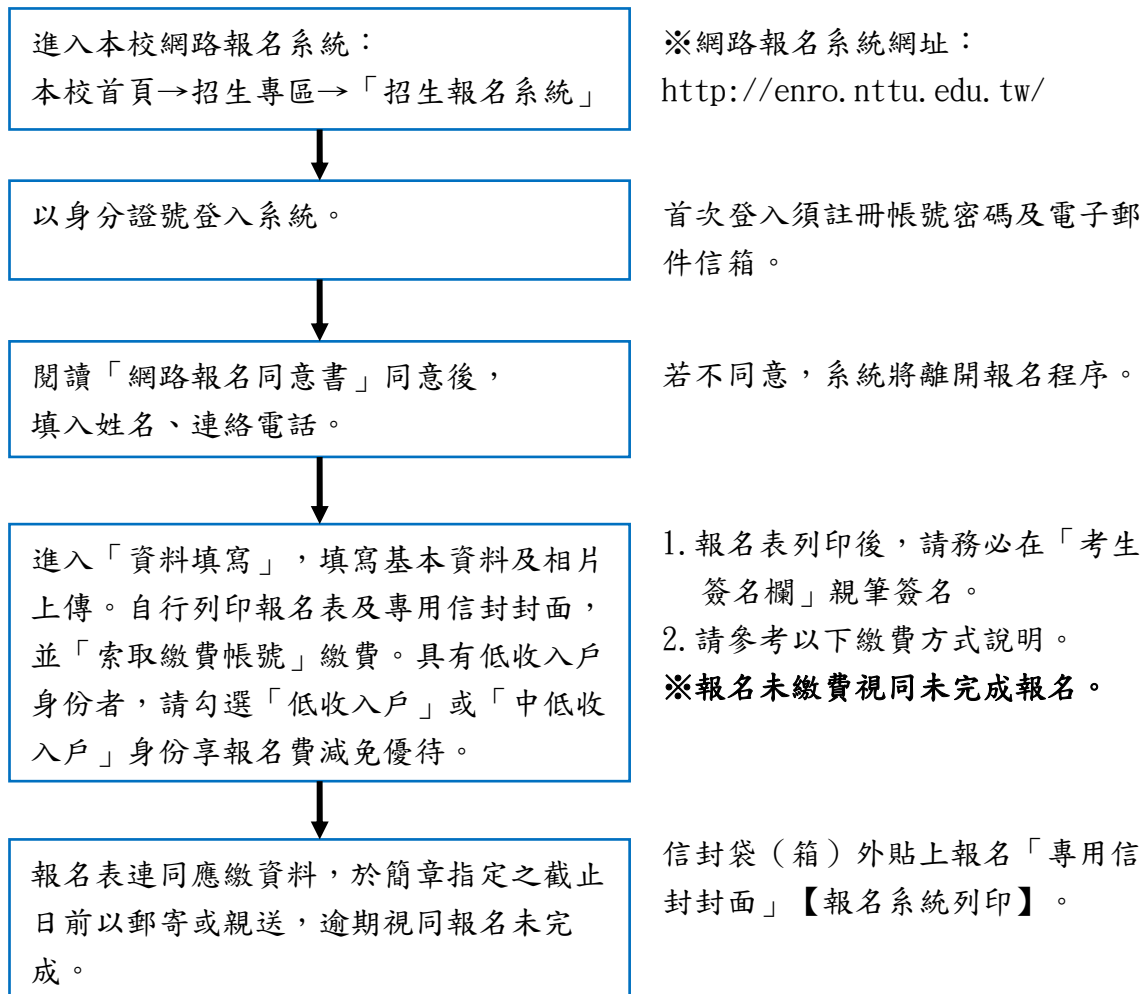 進入本校網路報名系統：
本校首頁→招生專區→「招生報名系統」
※網路報名系統網址：
http://enro.nttu.edu.tw/
以身分證號登入系統。
首次登入須註冊帳號密碼及電子郵
件信箱。
閱讀「網路報名同意書」同意後，
填入姓名、連絡電話。
若不同意，系統將離開報名程序。
進入「資料填寫」，填寫基本資料及相片
上傳。自行列印報名表及專用信封封面，
並「索取繳費帳號」繳費。具有低收入戶
身份者，請勾選「低收入戶」或「中低收
入戶」身份享報名費減免優待。
1.報名表列印後，請務必在「考生
簽名欄」親筆簽名。
2.請參考以下繳費方式說明。
※報名未繳費視同未完成報名。
報名表連同應繳資料，於簡章指定之截止
日前以郵寄或親送，逾期視同報名未完
成。
信封袋（箱）外貼上報名「專用信
封封面」【報名系統列印】。